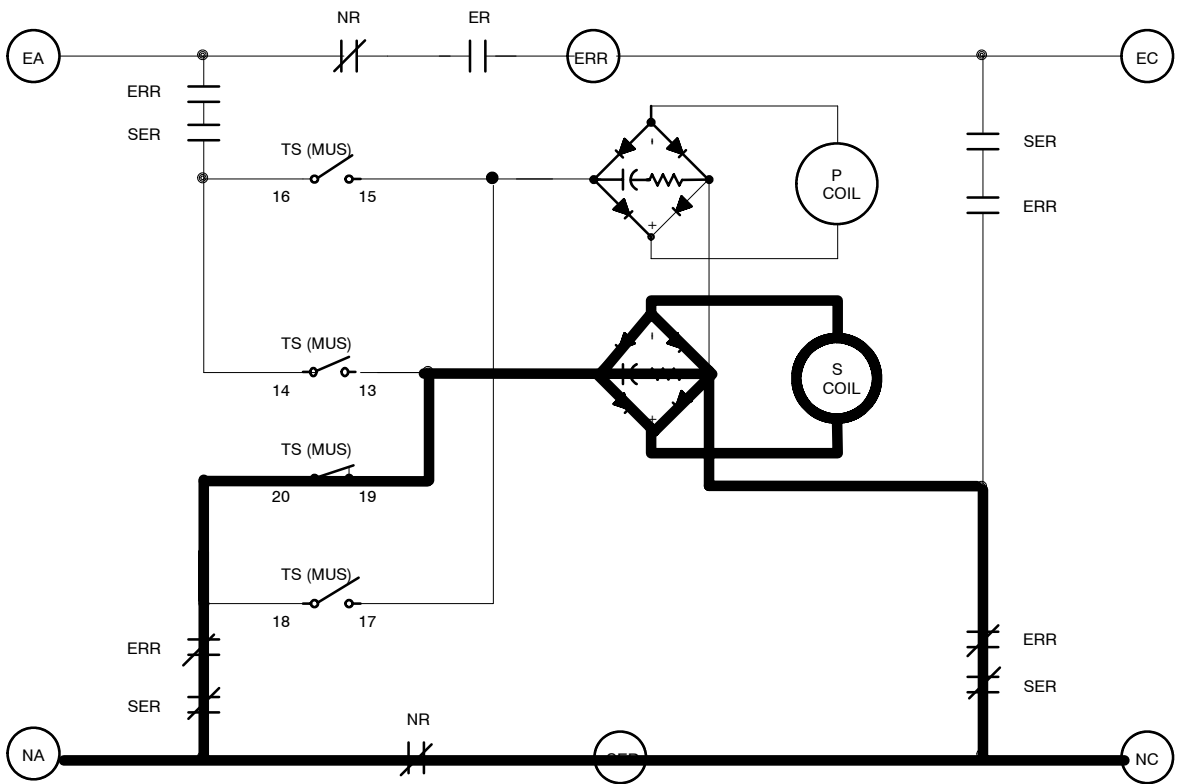 NR ER
EA ERR EC
ERR
SER
SER
TS (MUS)
16 15
-
P
COIL
+
ERR
TS (MUS)
14 13
-
S
COIL
+
TS (MUS)
20 19
TS (MUS)
18 17
ERR
ERR
SER
SER
NR
NA NC